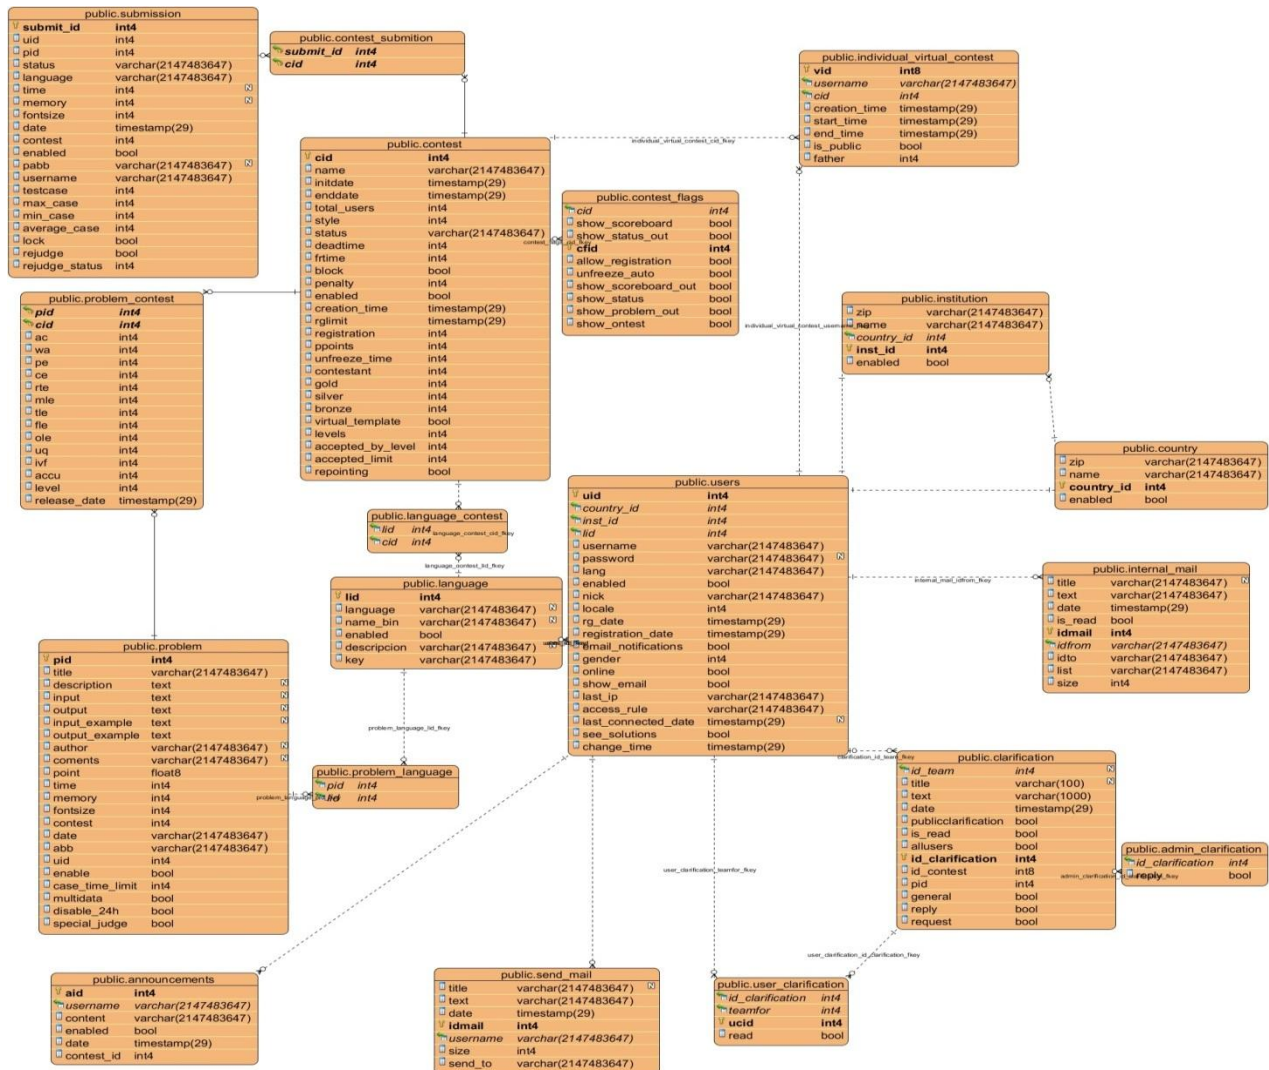 public.submission
submit_id int4
uid int4
pid int4
status varchar(2147483647)
language varchar(2147483647)
time int4 N
memory int4 N
fontsize int4
date timestamp(29)
contest int4
enabled bool
pabb varchar(2147483647) N
username varchar(2147483647)
testcase int4
max_case int4
min_case int4
average_case int4
lock bool
rejudge bool
rejudge_status int4
public.contest_submition
submit_id int4
cid int4
public.individual_virtual_contest
vid int8
username varchar(2147483647)
cid int4
creation_time timestamp(29)
start_time timestamp(29)
end_time timestamp(29)
is_public bool
father int4
individual_virtual_contest_cid_fkey
public.contest
cid int4
name varchar(2147483647)
initdate timestamp(29)
enddate timestamp(29)
total_users int4
style int4
status varchar(2147483647)
deadtime int4
frtime int4
block bool
penalty int4
enabled bool
creation_time timestamp(29)
rglimit timestamp(29)
registration int4
ppoints int4
unfreeze_time int4
contestant int4
gold int4
silver int4
bronze int4
virtual_template bool
levels int4
accepted_by_level int4
accepted_limit int4
repointing bool
public.contest_flags
cid int4
show_scoreboard bool
show_status_out bool
cfid int4
allow_registration bool
unfreeze_auto bool
show_scoreboard_out bool
show_status bool
show_problem_out bool
show_ontest bool
public.problem_contest
pid int4
cid int4
ac int4
wa int4
pe int4
ce int4
rte int4
mle int4
tle int4
fle int4
ole int4
uq int4
ivf int4
accu int4
level int4
release_date timestamp(29)
public.institution
zip varchar(2147483647)
name varchar(2147483647)
country_id int4
inst_id int4
enabled bool
public.country
zip varchar(2147483647)
name varchar(2147483647)
country_id int4
enabled bool
public.language_contest
lid int4
cid int4
language_contest_cid_fkey
language_contest_lid_fkey
public.language
lid int4
language varchar(2147483647) N
name_bin varchar(2147483647) N
enabled bool
descripcion varchar(2147483647) N
key varchar(2147483647)
public.users
uid int4
country_id int4
inst_id int4
lid int4
username varchar(2147483647)
password varchar(2147483647) N
lang varchar(2147483647)
enabled bool
nick varchar(2147483647)
locale int4
rg_date timestamp(29)
registration_date timestamp(29)
email_notifications bool
gender int4
online bool
show_email bool
last_ip varchar(2147483647)
access_rule varchar(2147483647)
last_connected_date timestamp(29) N
see_solutions bool
change_time timestamp(29)
public.internal_mail
title varchar(2147483647) N
text varchar(2147483647)
date timestamp(29)
is_read bool
idmail int4
idfrom varchar(2147483647)
idto varchar(2147483647)
list varchar(2147483647)
size int4
internal_mail_idfrom_fkey
public.problem
pid int4
title varchar(2147483647)
description text N
input text N
output text N
input_example text N
output_example text
author varchar(2147483647) N
coments varchar(2147483647) N
point float8
time int4
memory int4
fontsize int4
contest int4
date varchar(2147483647)
abb varchar(2147483647)
uid int4
enable bool
case_time_limit int4
multidata bool
disable_24h bool
special_judge bool
problem_language_lid_fkey
public.problem_language
pid int4
lid int4
public.clarification
id_team int4 N
title varchar(100) N
text varchar(1000)
date timestamp(29)
publicclarification bool
is_read bool
allusers bool
id_clarification int4
id_contest int8
pid int4
general bool
reply bool
request bool
clarification_id_team_fkey
public.admin_clarification
id_clarification int4
reply bool
user_clarification_teamfor_fkey
user_clarification_id_clarification_fkey
public.announcements
aid int4
username varchar(2147483647)
content varchar(2147483647)
enabled bool
date timestamp(29)
contest_id int4
public.send_mail
title varchar(2147483647) N
text varchar(2147483647)
date timestamp(29)
idmail int4
username varchar(2147483647)
size int4
send_to varchar(2147483647)
public.user_clarification
id_clarification int4
teamfor int4
ucid int4
read bool